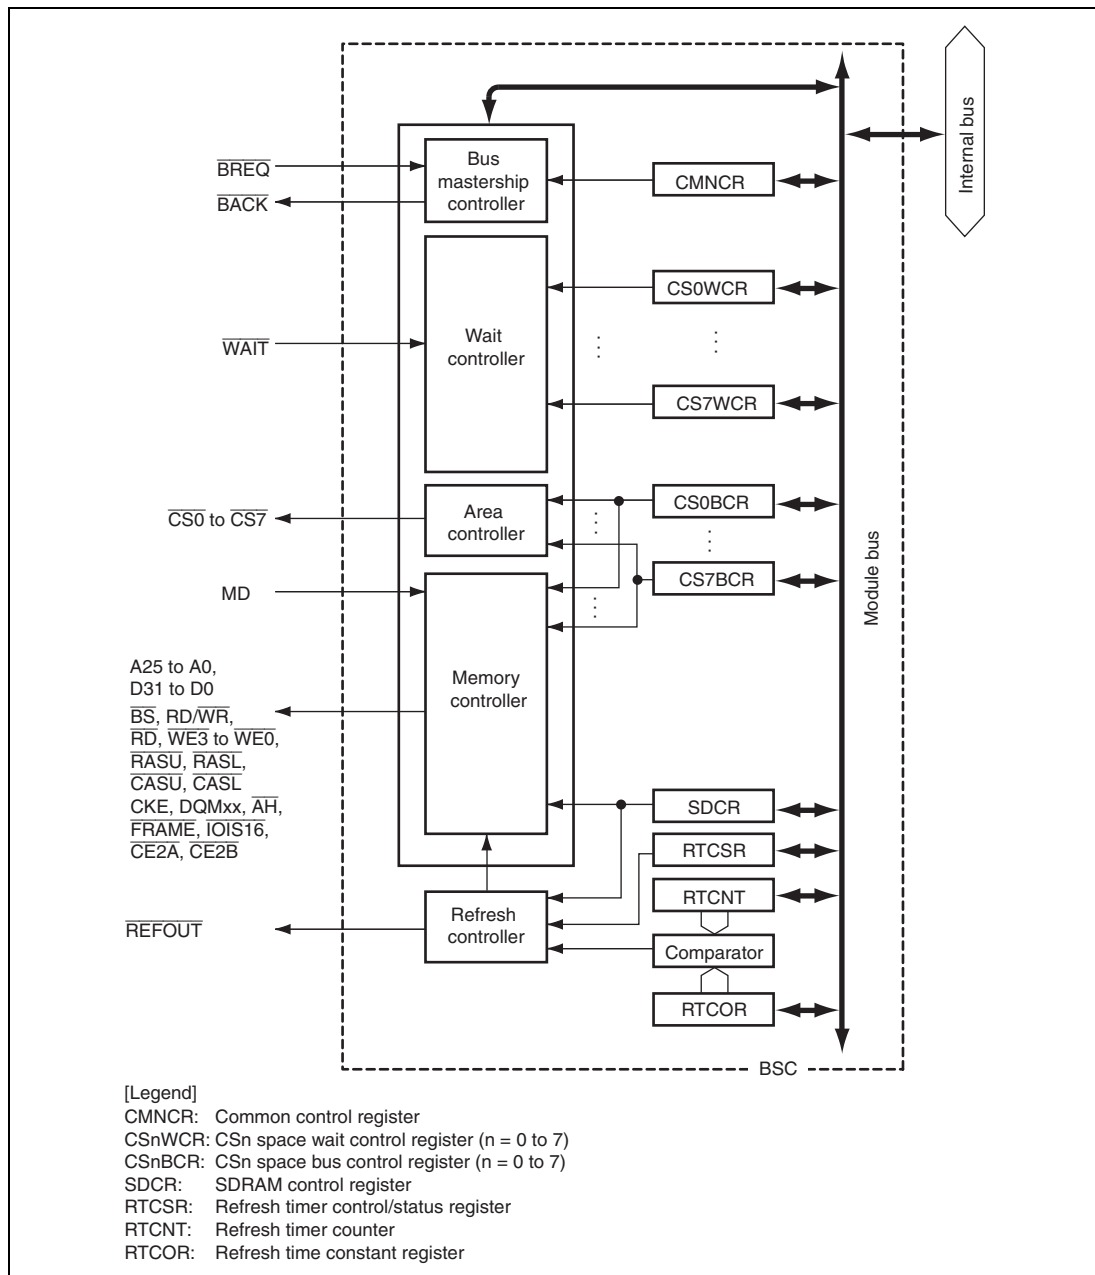 Internal bus
BREQ
BACK
Bus
mastership
controller
CMNCR
CS0WCR
WAIT
Wait
controller
CS7WCR
CS0 to CS7
Area
controller
CS0BCR
CS7BCR
Module bus
MD
Memory
controller
A25 to A0,
D31 to D0
BS, RD/WR,
RD, WE3 to WE0,
RASU, RASL,
CASU, CASL
CKE, DQMxx, AH,
FRAME, IOIS16,
CE2A, CE2B
SDCR
RTCSR
RTCNT
REFOUT
Refresh
controller
Comparator
RTCOR
BSC
[Legend]
CMNCR: Common control register
CSnWCR: CSn space wait control register (n = 0 to 7)
CSnBCR: CSn space bus control register (n = 0 to 7)
SDCR: SDRAM control register
RTCSR: Refresh timer control/status register
RTCNT: Refresh timer counter
RTCOR: Refresh time constant register